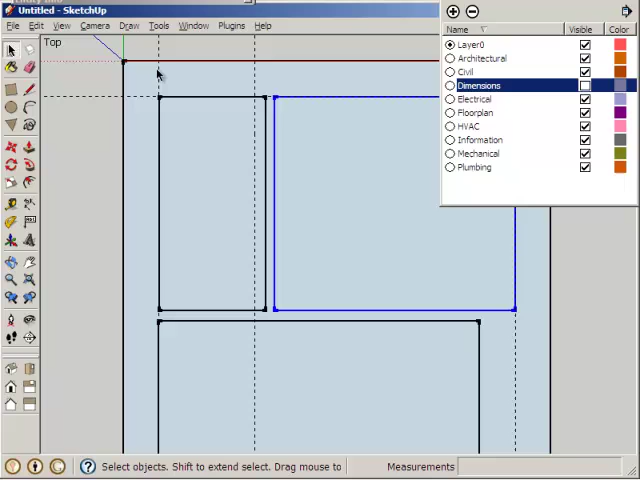 Untitled - SketchUp
File Edit View Camera Draw Tools Window Plugins Help
Top
Name Visible Color
Layer0
Architectural
Civil
Dimensions
Electrical
Floorplan
HVAC
Information
Mechanical
Plumbing
Select objects. Shift to extend select. Drag mouse to
Measurements